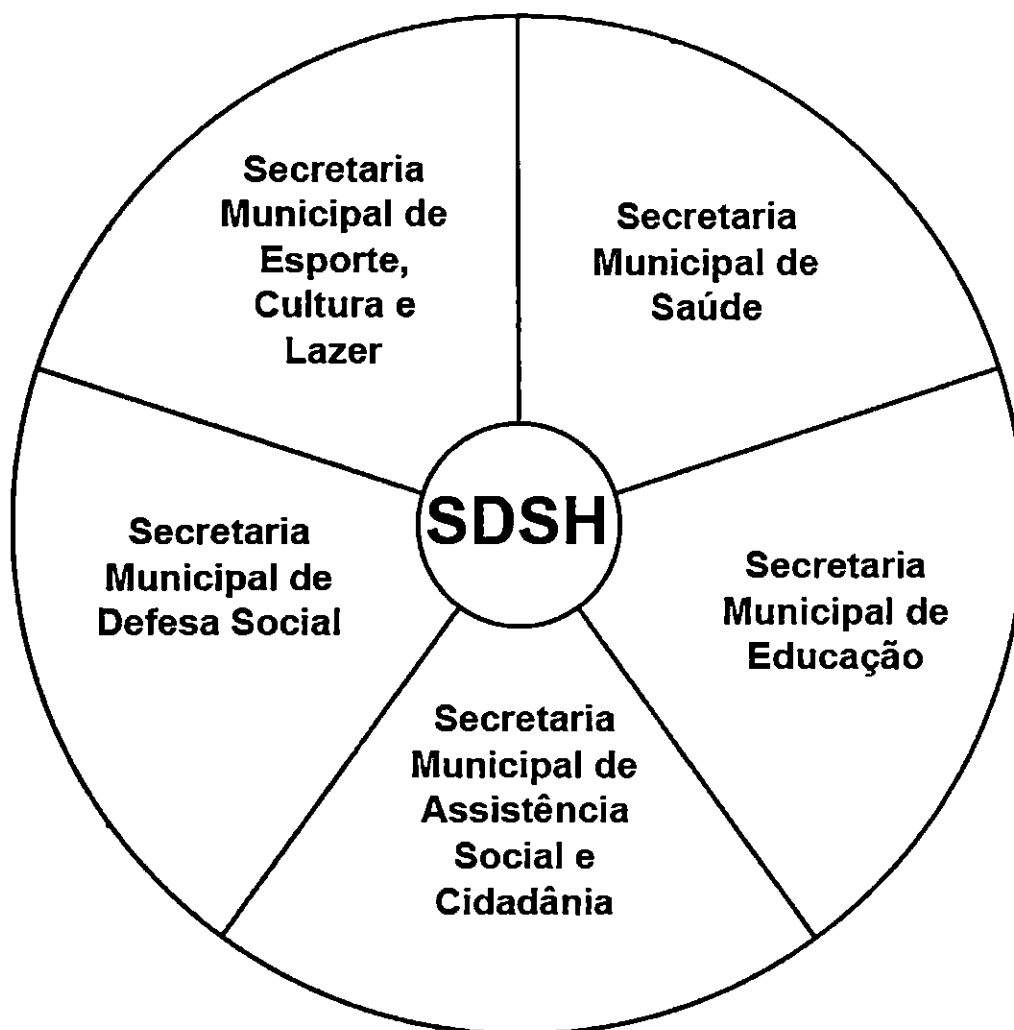 Secretaria
Municipal de
Esporte,
Cultura e
Lazer
Secretaria
Municipal de
Saúde
SDSH
Secretaria
Municipal de
Defesa Social
Secretaria
Municipal de
Educação
Secretaria
Municipal de
Assistência
Social e
Cidadânia